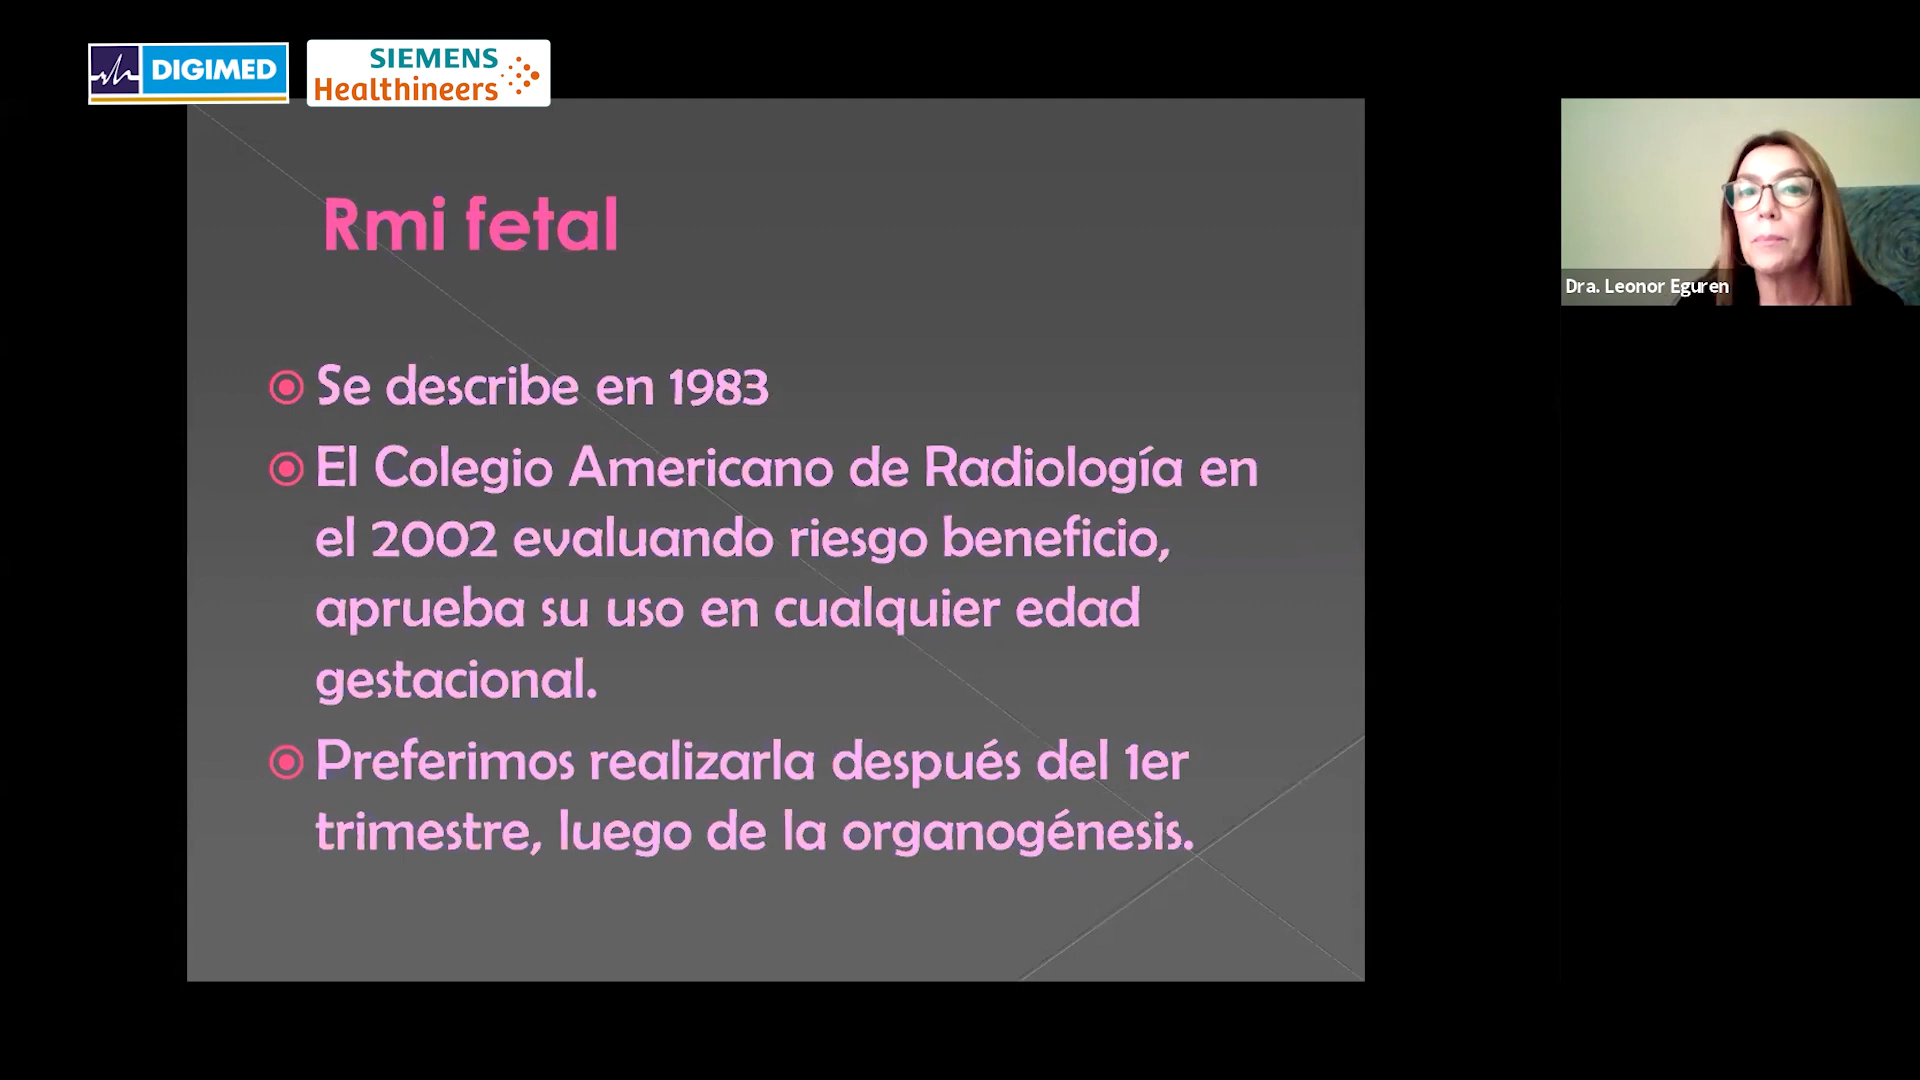 DIGIMED
SIEMENS
Healthineers
Rmi fetal
Dra. Leonor Eguren
Se describe en 1983
El Colegio Americano de Radiología en
el 2002 evaluando riesgo beneficio,
aprueba su uso en cualquier edad
gestacional.
Preferimos realizarla después del 1er
trimestre, luego de la organogénesis.